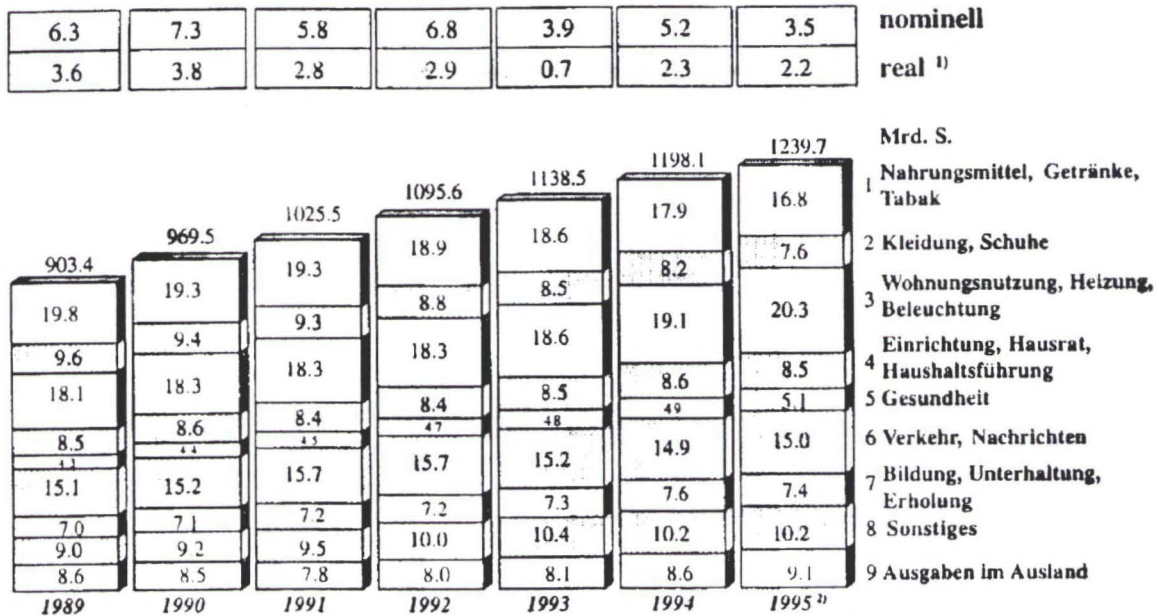 6.3 7.3 5.8 6.8 3.9 5.2 3.5 nominell
3.6 3.8 2.8 2.9 0.7 2.3 2.2 real 1)
Mrd. S.
903.4 969.5 1025.5 1095.6 1138.5 1198.1 1239.7
19.8 19.3 19.3 18.9 18.6 17.9 16.8 1 Nahrungsmittel, Getränke,
Tabak
9.6 9.4 9.3 8.8 8.5 8.2 7.6 2 Kleidung, Schuhe
18.1 18.3 18.3 18.3 18.6 19.1 20.3 3 Wohnungsnutzung, Heizung,
Beleuchtung
8.5 8.6 8.4 8.4 8.5 8.6 8.5 4 Einrichtung, Hausrat,
Haushaltsführung
4.4 4.5 4.7 4.8 4.9 5.1 5 Gesundheit
15.1 15.2 15.7 15.7 15.2 14.9 15.0 6 Verkehr, Nachrichten
7.0 7.1 7.2 7.2 7.3 7.6 7.4 7 Bildung, Unterhaltung,
Erholung
9.0 9.2 9.5 10.0 10.4 10.2 10.2 8 Sonstiges
8.6 8.5 7.8 8.0 8.1 8.6 9.1 9 Ausgaben im Ausland
1989 1990 1991 1992 1993 1994 1995 2)